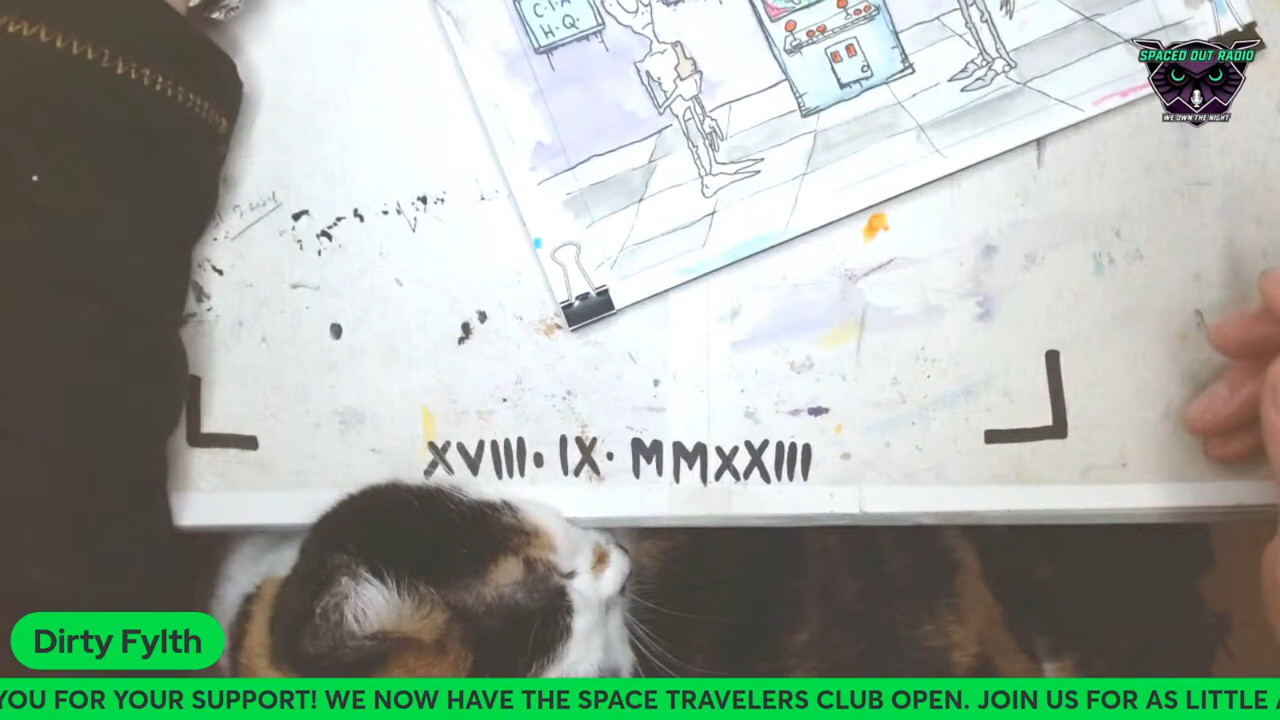 C.I.A
H.Q.
SPACED OUT RADIO
WE OWN THE NIGHT
XVIII. IX. MMXXIII
Dirty Fylth
YOU FOR YOUR SUPPORT! WE NOW HAVE THE SPACE TRAVELERS CLUB OPEN. JOIN US FOR AS LITTLE